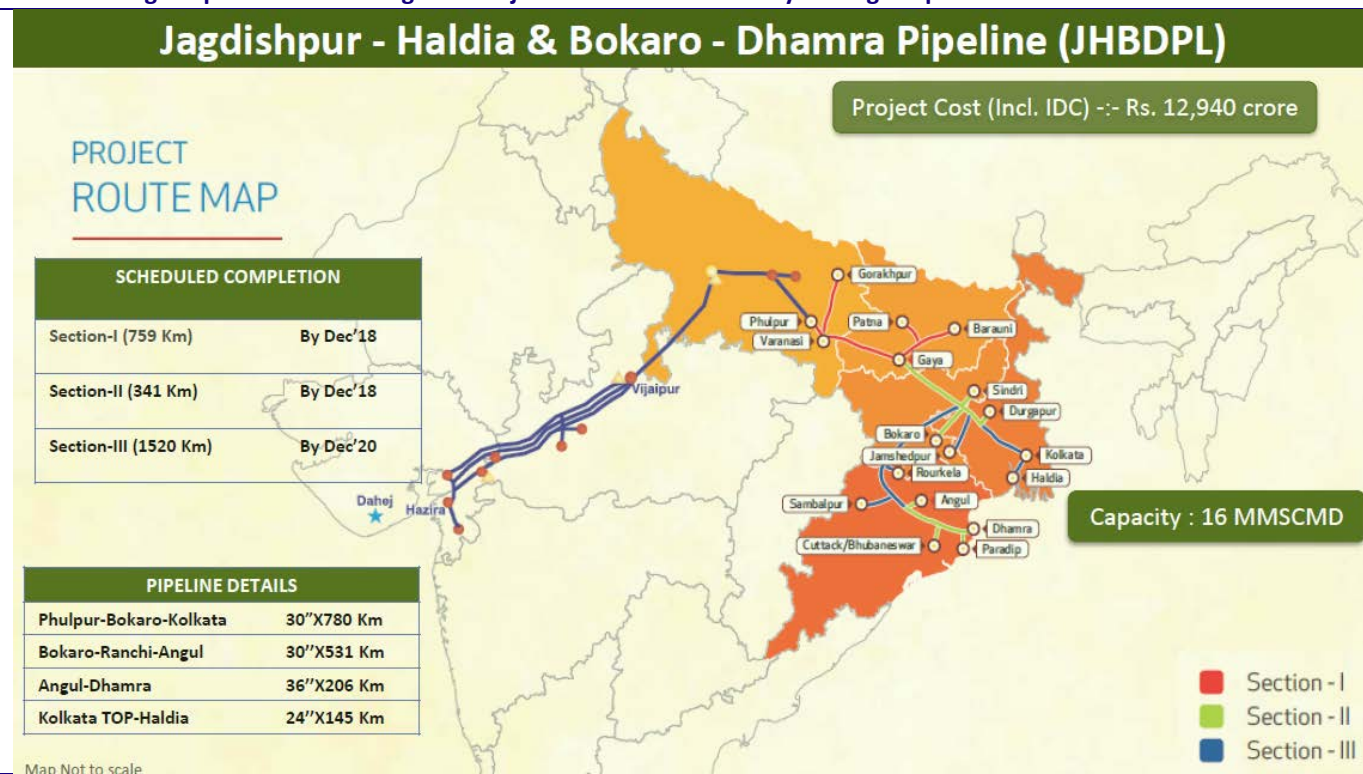 Jagdishpur - Haldia & Bokaro - Dhamra Pipeline (JHBDPL)
Project Cost (Incl. IDC) -:- Rs. 12,940 crore
PROJECT
ROUTE MAP
SCHEDULED COMPLETION
Section-I (759 Km) By Dec'18
Section-II (341 Km) By Dec'18
Section-III (1520 Km) By Dec'20
Gorakhpur
Phulpur
Patna
Barauni
Varanasi
Gaya
Vijaipur
Sindri
Durgapur
Bokaro
Jamshedpur
Kolkata
Rourkela
Haldia
Dahej
Hazira
Sambalpur
Angul
Dhamra
Cuttack/Bhubaneswar
Paradip
Capacity : 16 MMSCMD
PIPELINE DETAILS
Phulpur-Bokaro-Kolkata 30”X780 Km
Bokaro-Ranchi-Angul 30”X531 Km
Angul-Dhamra 36”X206 Km
Kolkata TOP-Haldia 24”X145 Km
Section - I
Section - II
Section - III
Map Not to scale